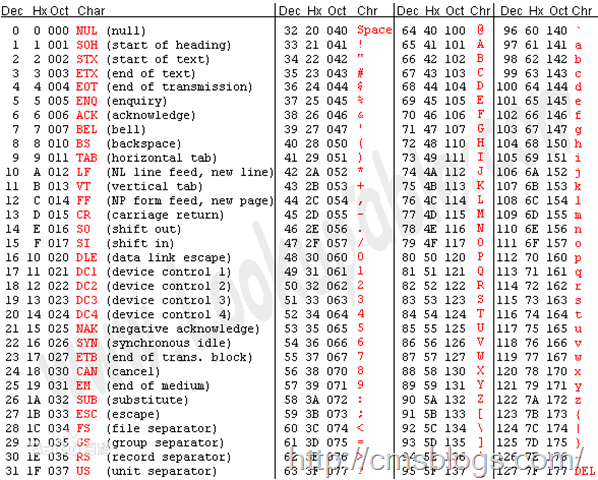 Dec Hx Oct Char Dec Hx Oct Chr Dec Hx Oct Chr Dec Hx Oct Chr
0 0 000 NUL (null) 32 20 040 Space 64 40 100 @ 96 60 140 `
1 1 001 SOH (start of heading) 33 21 041 ! 65 41 101 A 97 61 141 a
2 2 002 STX (start of text) 34 22 042 " 66 42 102 B 98 62 142 b
3 3 003 ETX (end of text) 35 23 043 # 67 43 103 C 99 63 143 c
4 4 004 EOT (end of transmission) 36 24 044 $ 68 44 104 D 100 64 144 d
5 5 005 ENQ (enquiry) 37 25 045 % 69 45 105 E 101 65 145 e
6 6 006 ACK (acknowledge) 38 26 046 & 70 46 106 F 102 66 146 f
7 7 007 BEL (bell) 39 27 047 ' 71 47 107 G 103 67 147 g
8 8 010 BS (backspace) 40 28 050 ( 72 48 110 H 104 68 150 h
9 9 011 TAB (horizontal tab) 41 29 051 ) 73 49 111 I 105 69 151 i
10 A 012 LF (NL line feed, new line) 42 2A 052 * 74 4A 112 J 106 6A 152 j
11 B 013 VT (vertical tab) 43 2B 053 + 75 4B 113 K 107 6B 153 k
12 C 014 FF (NP form feed, new page) 44 2C 054 , 76 4C 114 L 108 6C 154 l
13 D 015 CR (carriage return) 45 2D 055 - 77 4D 115 M 109 6D 155 m
14 E 016 SO (shift out) 46 2E 056 . 78 4E 116 N 110 6E 156 n
15 F 017 SI (shift in) 47 2F 057 / 79 4F 117 O 111 6F 157 o
16 10 020 DLE (data link escape) 48 30 060 0 80 50 120 P 112 70 160 p
17 11 021 DC1 (device control 1) 49 31 061 1 81 51 121 Q 113 71 161 q
18 12 022 DC2 (device control 2) 50 32 062 2 82 52 122 R 114 72 162 r
19 13 023 DC3 (device control 3) 51 33 063 3 83 53 123 S 115 73 163 s
20 14 024 DC4 (device control 4) 52 34 064 4 84 54 124 T 116 74 164 t
21 15 025 NAK (negative acknowledge) 53 35 065 5 85 55 125 U 117 75 165 u
22 16 026 SYN (synchronous idle) 54 36 066 6 86 56 126 V 118 76 166 v
23 17 027 ETB (end of trans. block) 55 37 067 7 87 57 127 W 119 77 167 w
24 18 030 CAN (cancel) 56 38 070 8 88 58 130 X 120 78 170 x
25 19 031 EM (end of medium) 57 39 071 9 89 59 131 Y 121 79 171 y
26 1A 032 SUB (substitute) 58 3A 072 : 90 5A 132 Z 122 7A 172 z
27 1B 033 ESC (escape) 59 3B 073 ; 91 5B 133 [ 123 7B 173 {
28 1C 034 FS (file separator) 60 3C 074 < 92 5C 134 \ 124 7C 174 |
29 1D 035 GS (group separator) 61 3D 075 = 93 5D 135 ] 125 7D 175 }
30 1E 036 RS (record separator) 62 3E 076 > 94 5E 136 ^ 126 7E 176 ~
31 1F 037 US (unit separator) 63 3F 077 ? 95 5F 137 _ 127 7F 177 DEL
http://cmsblogs.com/